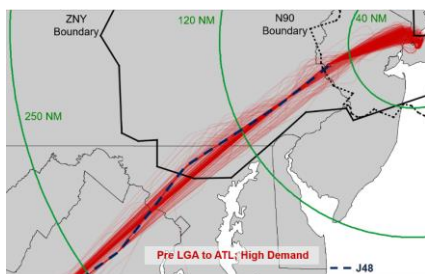 ZNY
Boundary
120 NM
N90
Boundary
40 NM
250 NM
Pre LGA to ATL; High Demand
J48